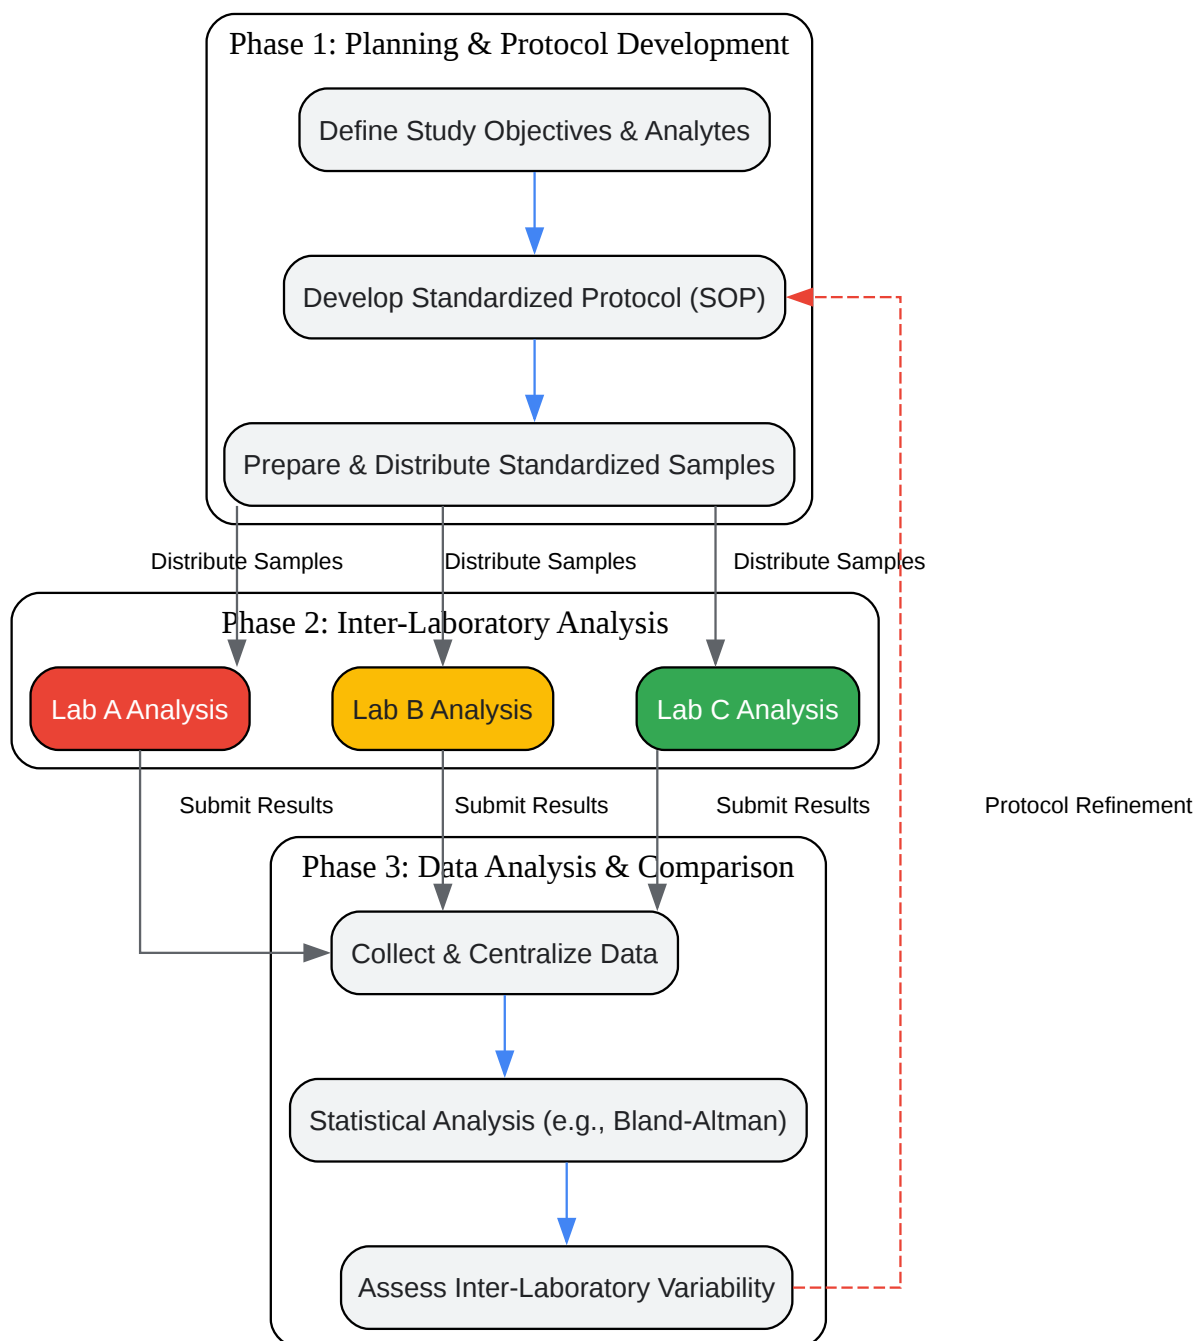 Phase 1: Planning & Protocol Development
Define Study Objectives & Analytes
Develop Standardized Protocol (SOP)
Prepare & Distribute Standardized Samples
Distribute Samples
Distribute Samples
Distribute Samples
Phase 2: Inter-Laboratory Analysis
Lab A Analysis
Lab B Analysis
Lab C Analysis
Submit Results
Submit Results
Submit Results
Protocol Refinement
Phase 3: Data Analysis & Comparison
Collect & Centralize Data
Statistical Analysis (e.g., Bland-Altman)
Assess Inter-Laboratory Variability